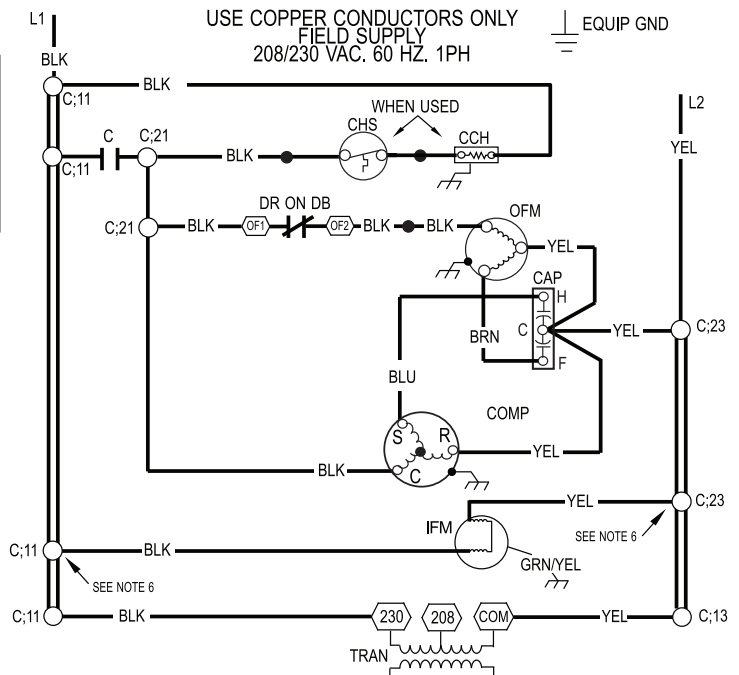 L1
USE COPPER CONDUCTORS ONLY
FIELD SUPPLY
208/230 VAC. 60 HZ. 1PH
EQUIP GND
BLK
C;11
BLK
WHEN USED
L2
C;11
C
C;21
BLK
CHS
CCH
YEL
C;21
BLK
OF1
DR ON DB
OF2
BLK
BLK
OFM
YEL
CAP
H
C
F
BRN
YEL
C;23
BLU
COMP
S
R
C
YEL
BLK
YEL
C;23
IFM
SEE NOTE 6
C;11
BLK
GRN/YEL
SEE NOTE 6
C;11
BLK
230
208
COM
YEL
C;13
TRAN